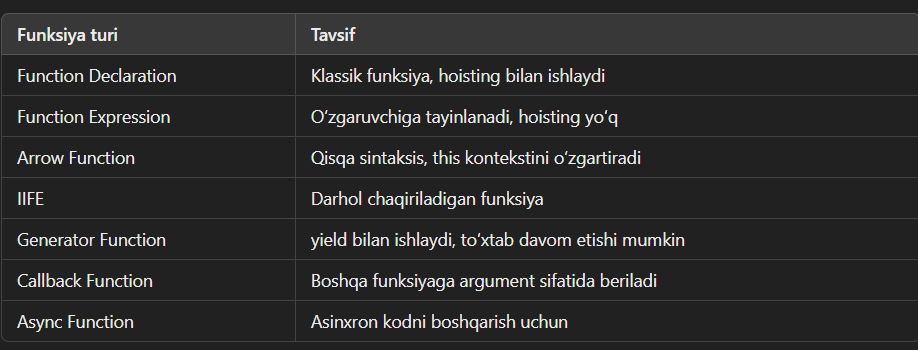 Funksiya turi Tavsif
Function Declaration Klassik funksiya, hoisting bilan ishlaydi
Function Expression O‘zgaruvchiga tayinlanadi, hoisting yo‘q
Arrow Function Qisqa sintaksis, this kontekstini o‘zgartiradi
IIFE Darhol chaqiriladigan funksiya
Generator Function yield bilan ishlaydi, to‘xtab davom etishi mumkin
Callback Function Boshqa funksiyaga argument sifatida beriladi
Async Function Asinxron kodni boshqarish uchun